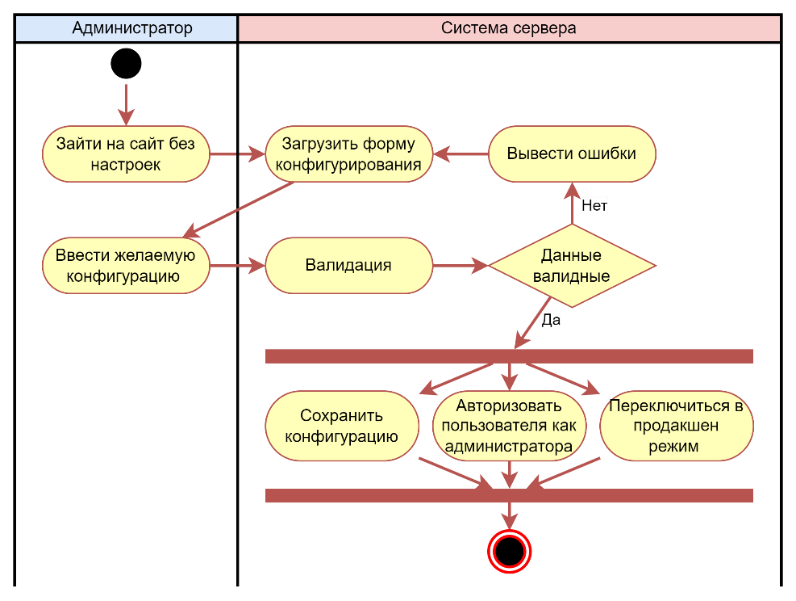 Администратор
Система сервера
Зайти на сайт без
настроек
Загрузить форму
конфигурирования
Вывести ошибки
Нет
Ввести желаемую
конфигурацию
Валидация
Данные
валидные
Да
Сохранить
конфигурацию
Авторизовать
пользователя как
администратора
Переключиться в
продакшен
режим